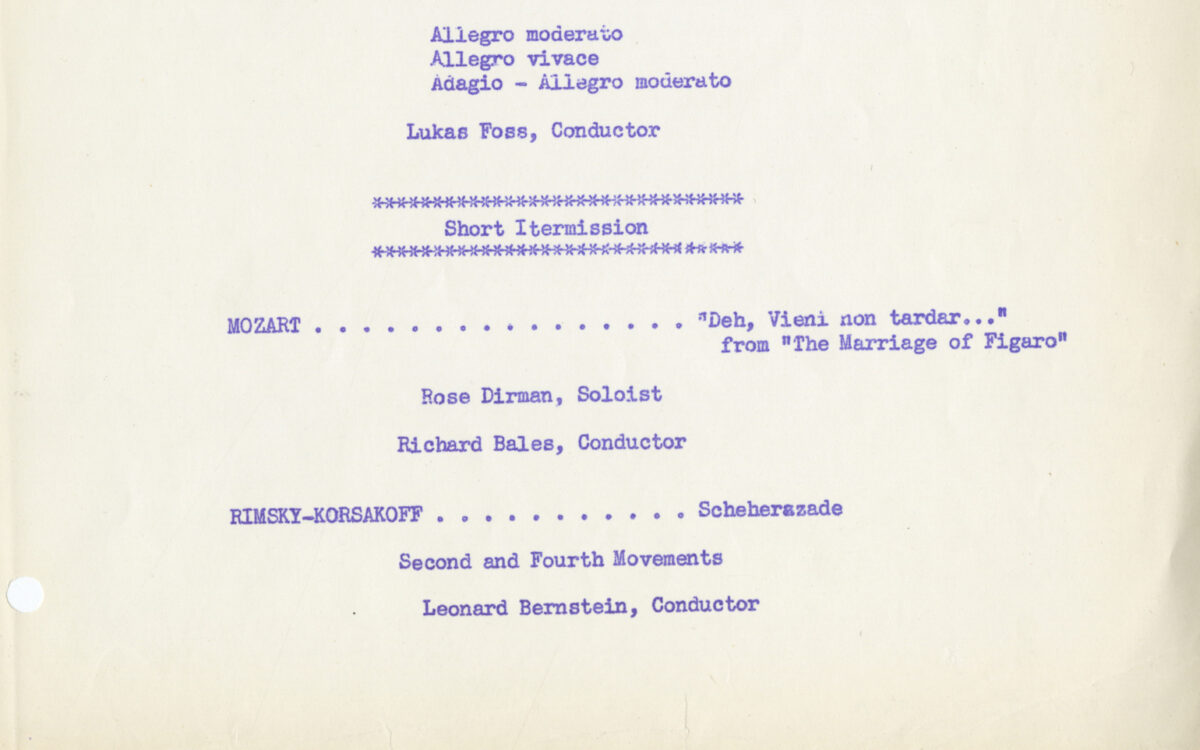 Allegro moderato
Allegro vivace
Adagio - Allegro moderato
Lukas Foss, Conductor
*******************************
Short Itermission
*******************************
MOZART . . . . . . . . . . . . . . . . "Deh, Vieni non tardar..."
from "The Marriage of Figaro"
Rose Dirman, Soloist
Richard Bales, Conductor
RIMSKY-KORSAKOFF . . . . . . . . . . . Scheherazade
Second and Fourth Movements
Leonard Bernstein, Conductor